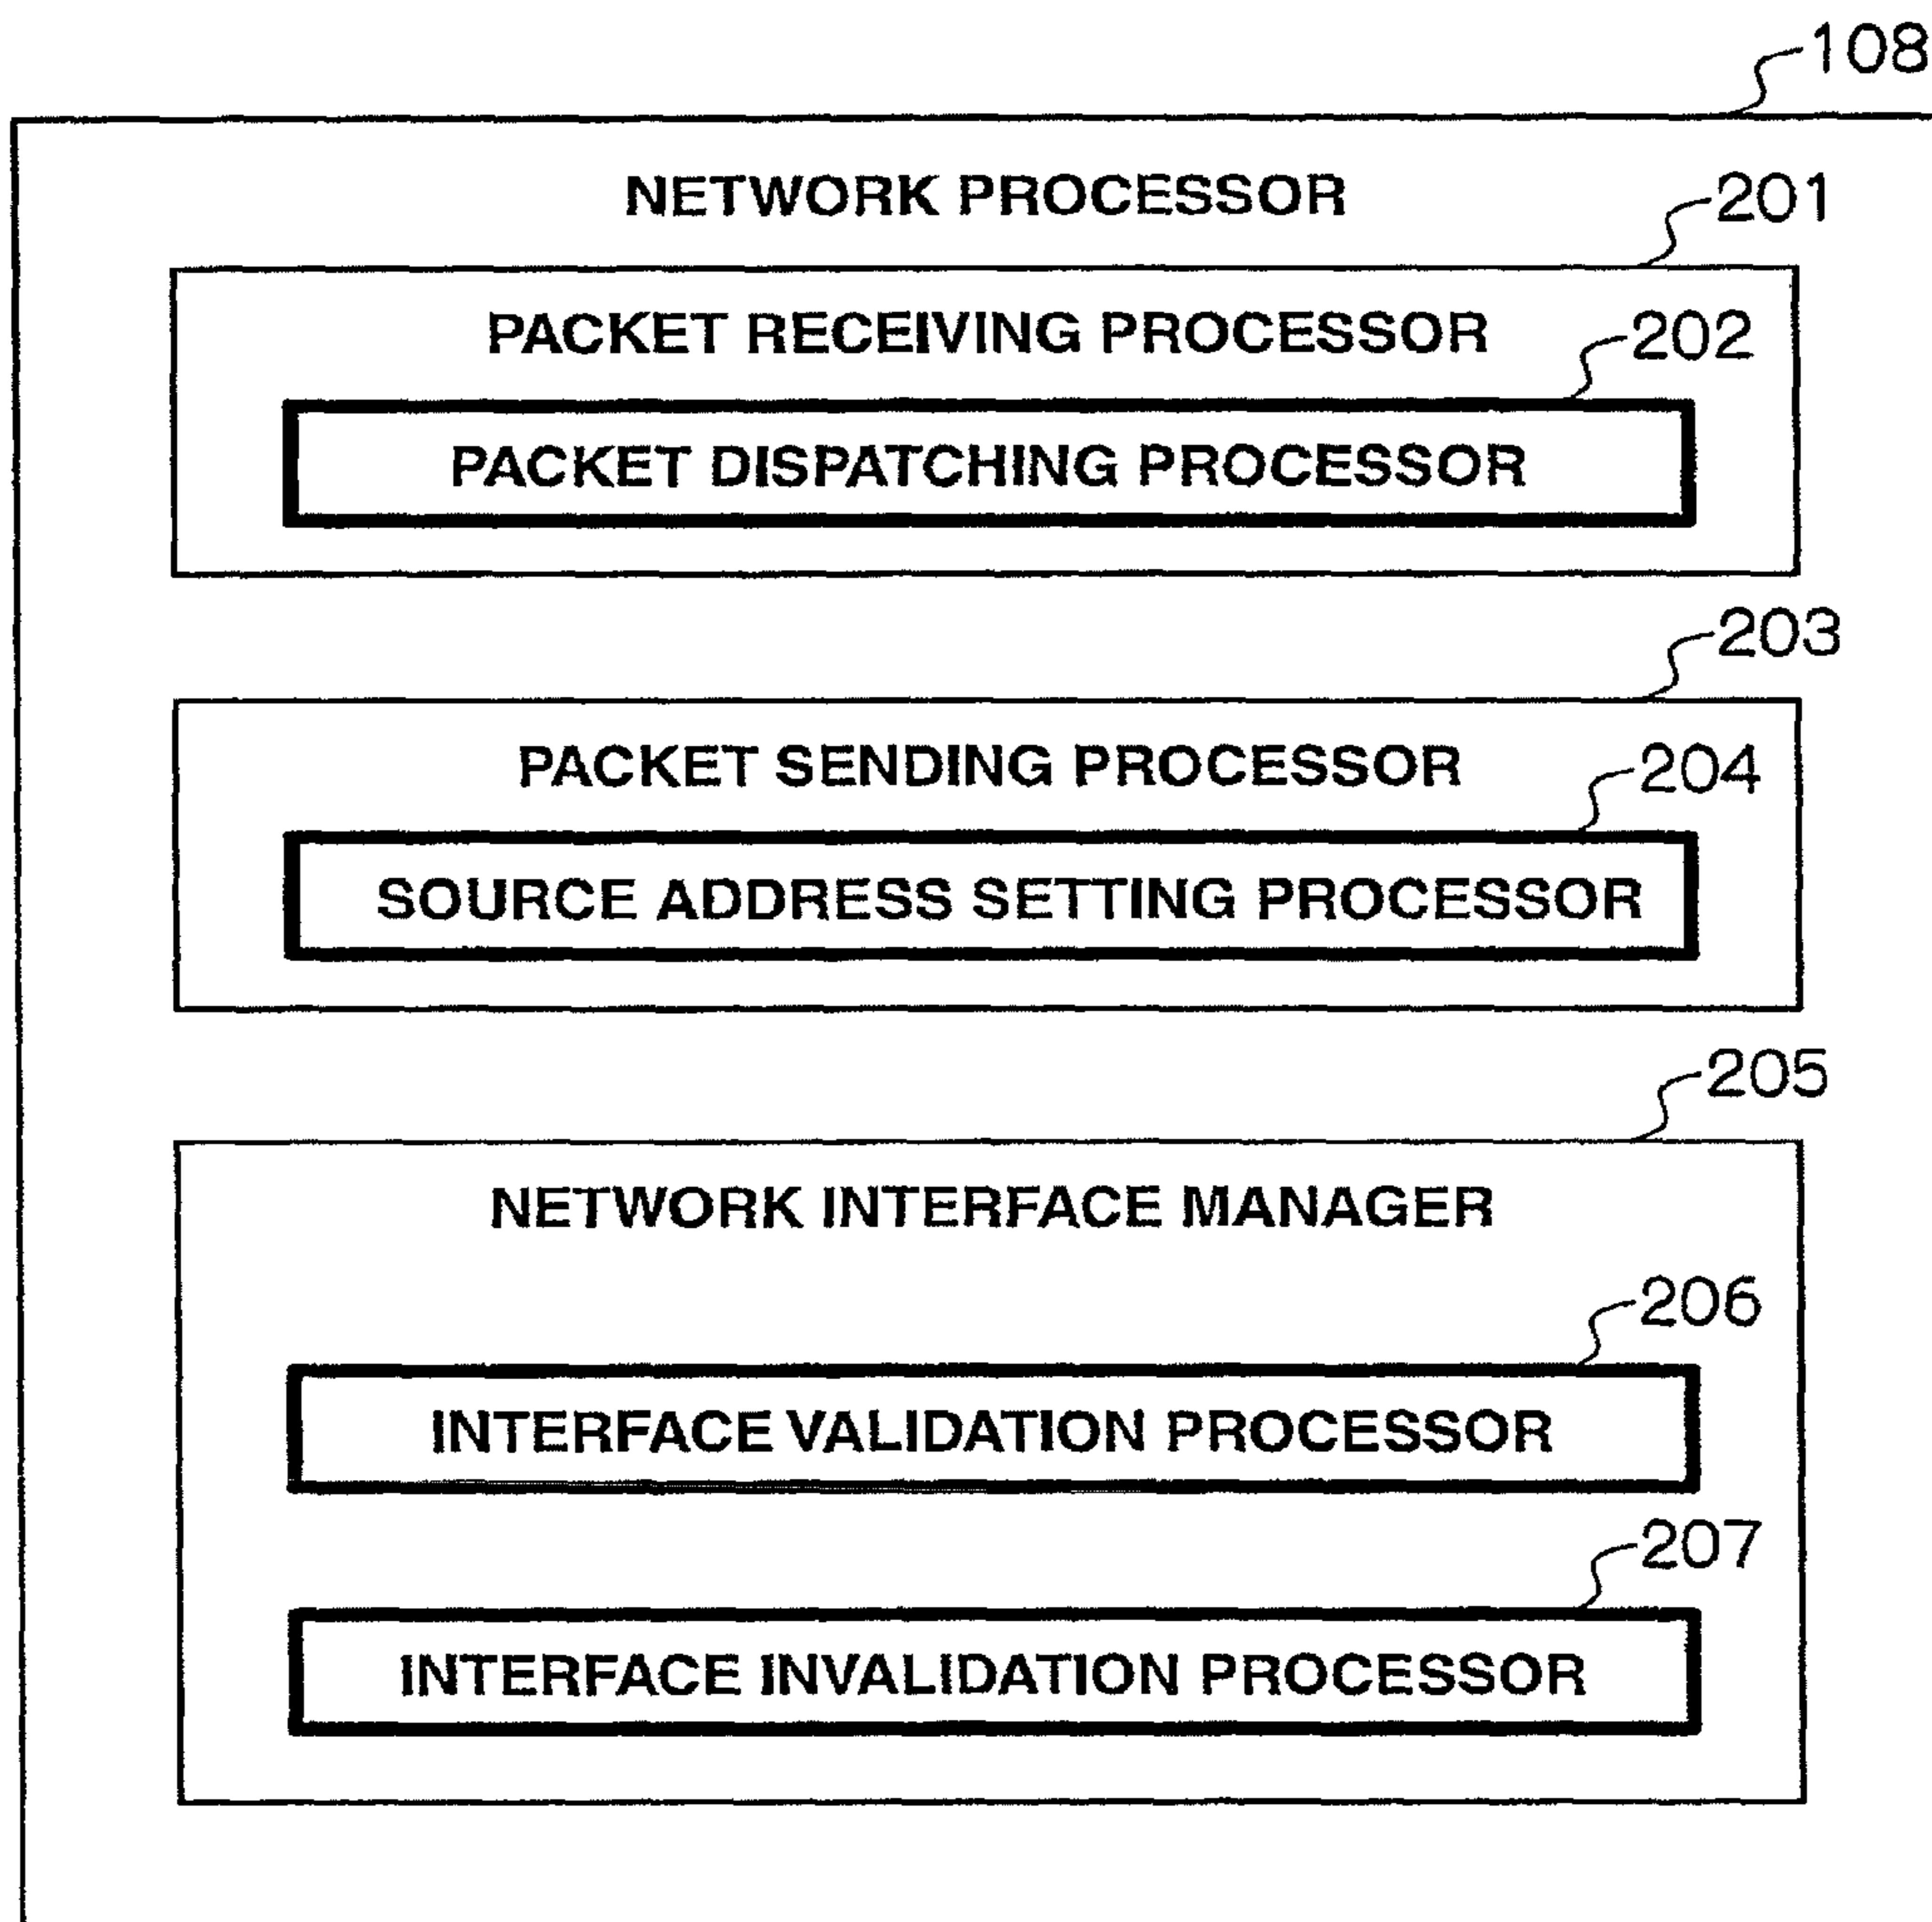 108
NETWORK PROCESSOR
201
PACKET RECEIVING PROCESSOR
202
PACKET DISPATCHING PROCESSOR
203
PACKET SENDING PROCESSOR
204
SOURCE ADDRESS SETTING PROCESSOR
205
NETWORK INTERFACE MANAGER
206
INTERFACE VALIDATION PROCESSOR
207
INTERFACE INVALIDATION PROCESSOR